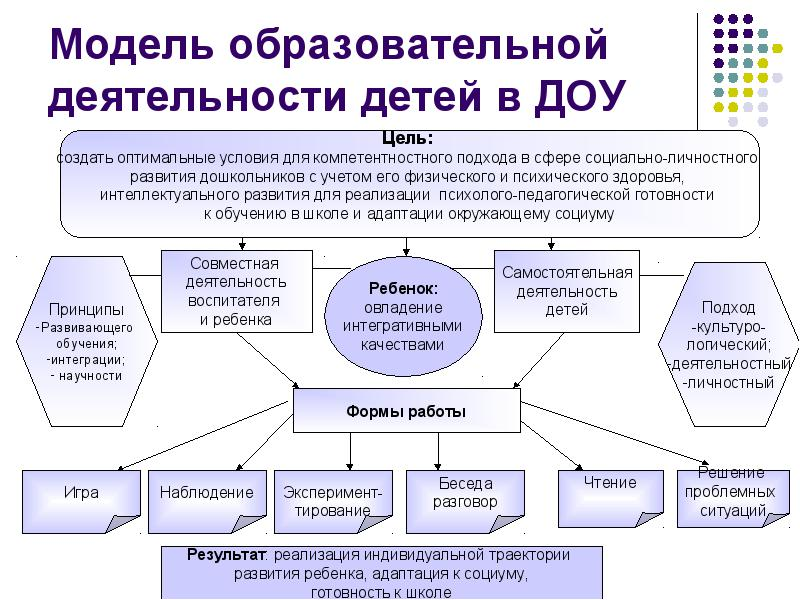 Модель образовательной
деятельности детей в ДОУ
Цель:
создать оптимальные условия для компетентностного подхода в сфере социально-личностного
развития дошкольников с учетом его физического и психического здоровья,
интеллектуального развития для реализации психолого-педагогической готовности
к обучению в школе и адаптации окружающему социуму
Принципы
-Развивающего
обучения;
-интеграции;
- научности
Совместная
деятельность
воспитателя
и ребенка
Ребенок:
овладение
интегративными
качествами
Самостоятельная
деятельность
детей
Подход
-культуро-
логический;
-деятельностный
-личностный
Формы работы
Игра
Наблюдение
Эксперимент-
тирование
Беседа
разговор
Чтение
Решение
проблемных
ситуаций
Результат: реализация индивидуальной траектории
развития ребенка, адаптация к социуму,
готовность к школе